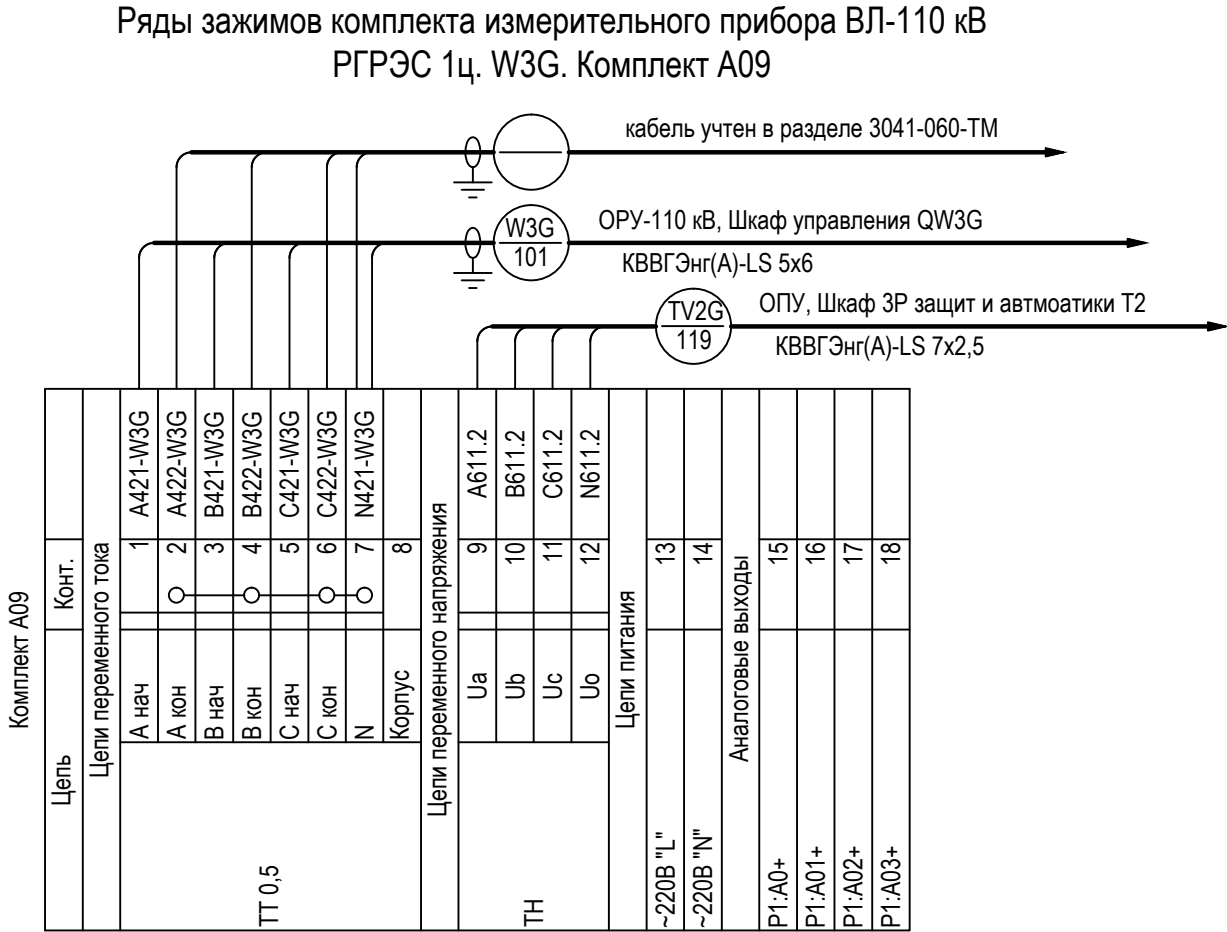 Ряды зажимов комплекта измерительного прибора ВЛ-110 кВ
РГРЭС 1ц. W3G. Комплект А09
кабель учтен в разделе 3041-060-ТМ
W3G
101
ОРУ-110 кВ, Шкаф управления QW3G
КВВГЭнг(А)-LS 5х6
TV2G
119
ОПУ, Шкаф 3Р защит и автмоатики Т2
КВВГЭнг(А)-LS 7х2,5
Комплект А09
Цепь
Конт.
Цепи переменного тока
ТТ 0,5
А нач
1
A421-W3G
А кон
2
A422-W3G
В нач
3
B421-W3G
В кон
4
B422-W3G
С нач
5
C421-W3G
С кон
6
C422-W3G
N
7
N421-W3G
Корпус
8
Цепи переменного напряжения
ТН
Ua
9
A611.2
Ub
10
B611.2
Uc
11
C611.2
Uo
12
N611.2
Цепи питания
~220В "L"
13
~220В "N"
14
Аналоговые выходы
P1:A0+
15
P1:A01+
16
P1:A02+
17
P1:A03+
18